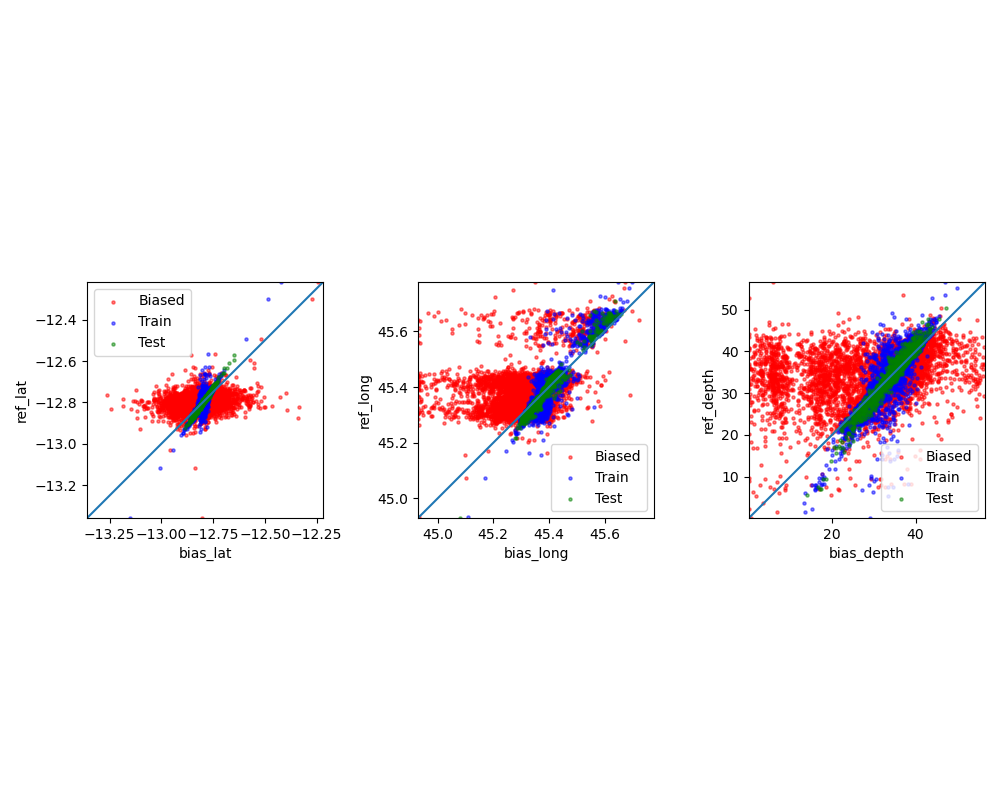 Biased
Train
Test
−12.4
−12.6
−12.8
−13.0
−13.2
ref_lat
−13.25
−13.00
−12.75
−12.50
−12.25
bias_lat
45.6
45.4
45.2
45.0
ref_long
Biased
Train
Test
45.0
45.2
45.4
45.6
bias_long
50
40
30
20
10
ref_depth
Biased
Train
Test
20
40
bias_depth